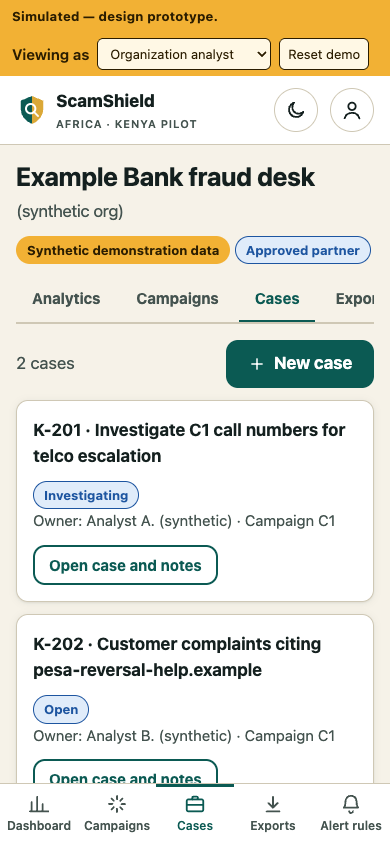 Simulated — design prototype.
Viewing as
Organization analyst
Reset demo
ScamShield
AFRICA · KENYA PILOT
Example Bank fraud desk
(synthetic org)
Synthetic demonstration data
Approved partner
Analytics
Campaigns
Cases
Expor
2 cases
+ New case
K-201 · Investigate C1 call numbers for
telco escalation
Investigating
Owner: Analyst A. (synthetic) · Campaign C1
Open case and notes
K-202 · Customer complaints citing
pesa-reversal-help.example
Open
Owner: Analyst B. (synthetic) · Campaign C1
Open case and notes
Dashboard
Campaigns
Cases
Exports
Alert rules